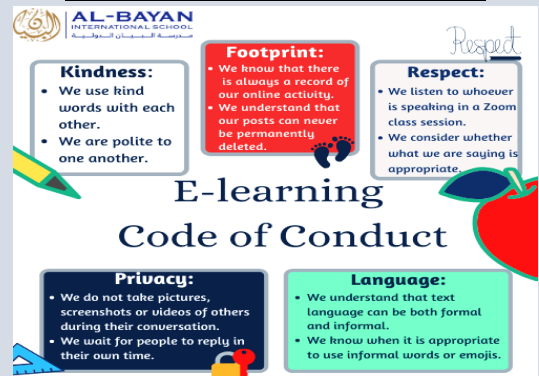 AL-BAYAN
INTERNATIONAL SCHOOL
مدرسة البيان الدولية
Respect
Kindness:
• We use kind
words with each
other.
• We are polite to
one another.
Footprint:
• We know that there
is always a record of
our online activity.
• We understand that
our posts can never
be permanently
deleted.
Respect:
• We listen to whoever
is speaking in a Zoom
class session.
• We consider whether
what we are saying is
appropriate.
E-learning
Code of Conduct
Privacy:
• We do not take pictures,
screenshots or videos of others
during their conversation.
• We wait for people to reply in
their own time.
Language:
• We understand that text
language can be both formal
and informal.
• We know when it is appropriate
to use informal words or emojis.